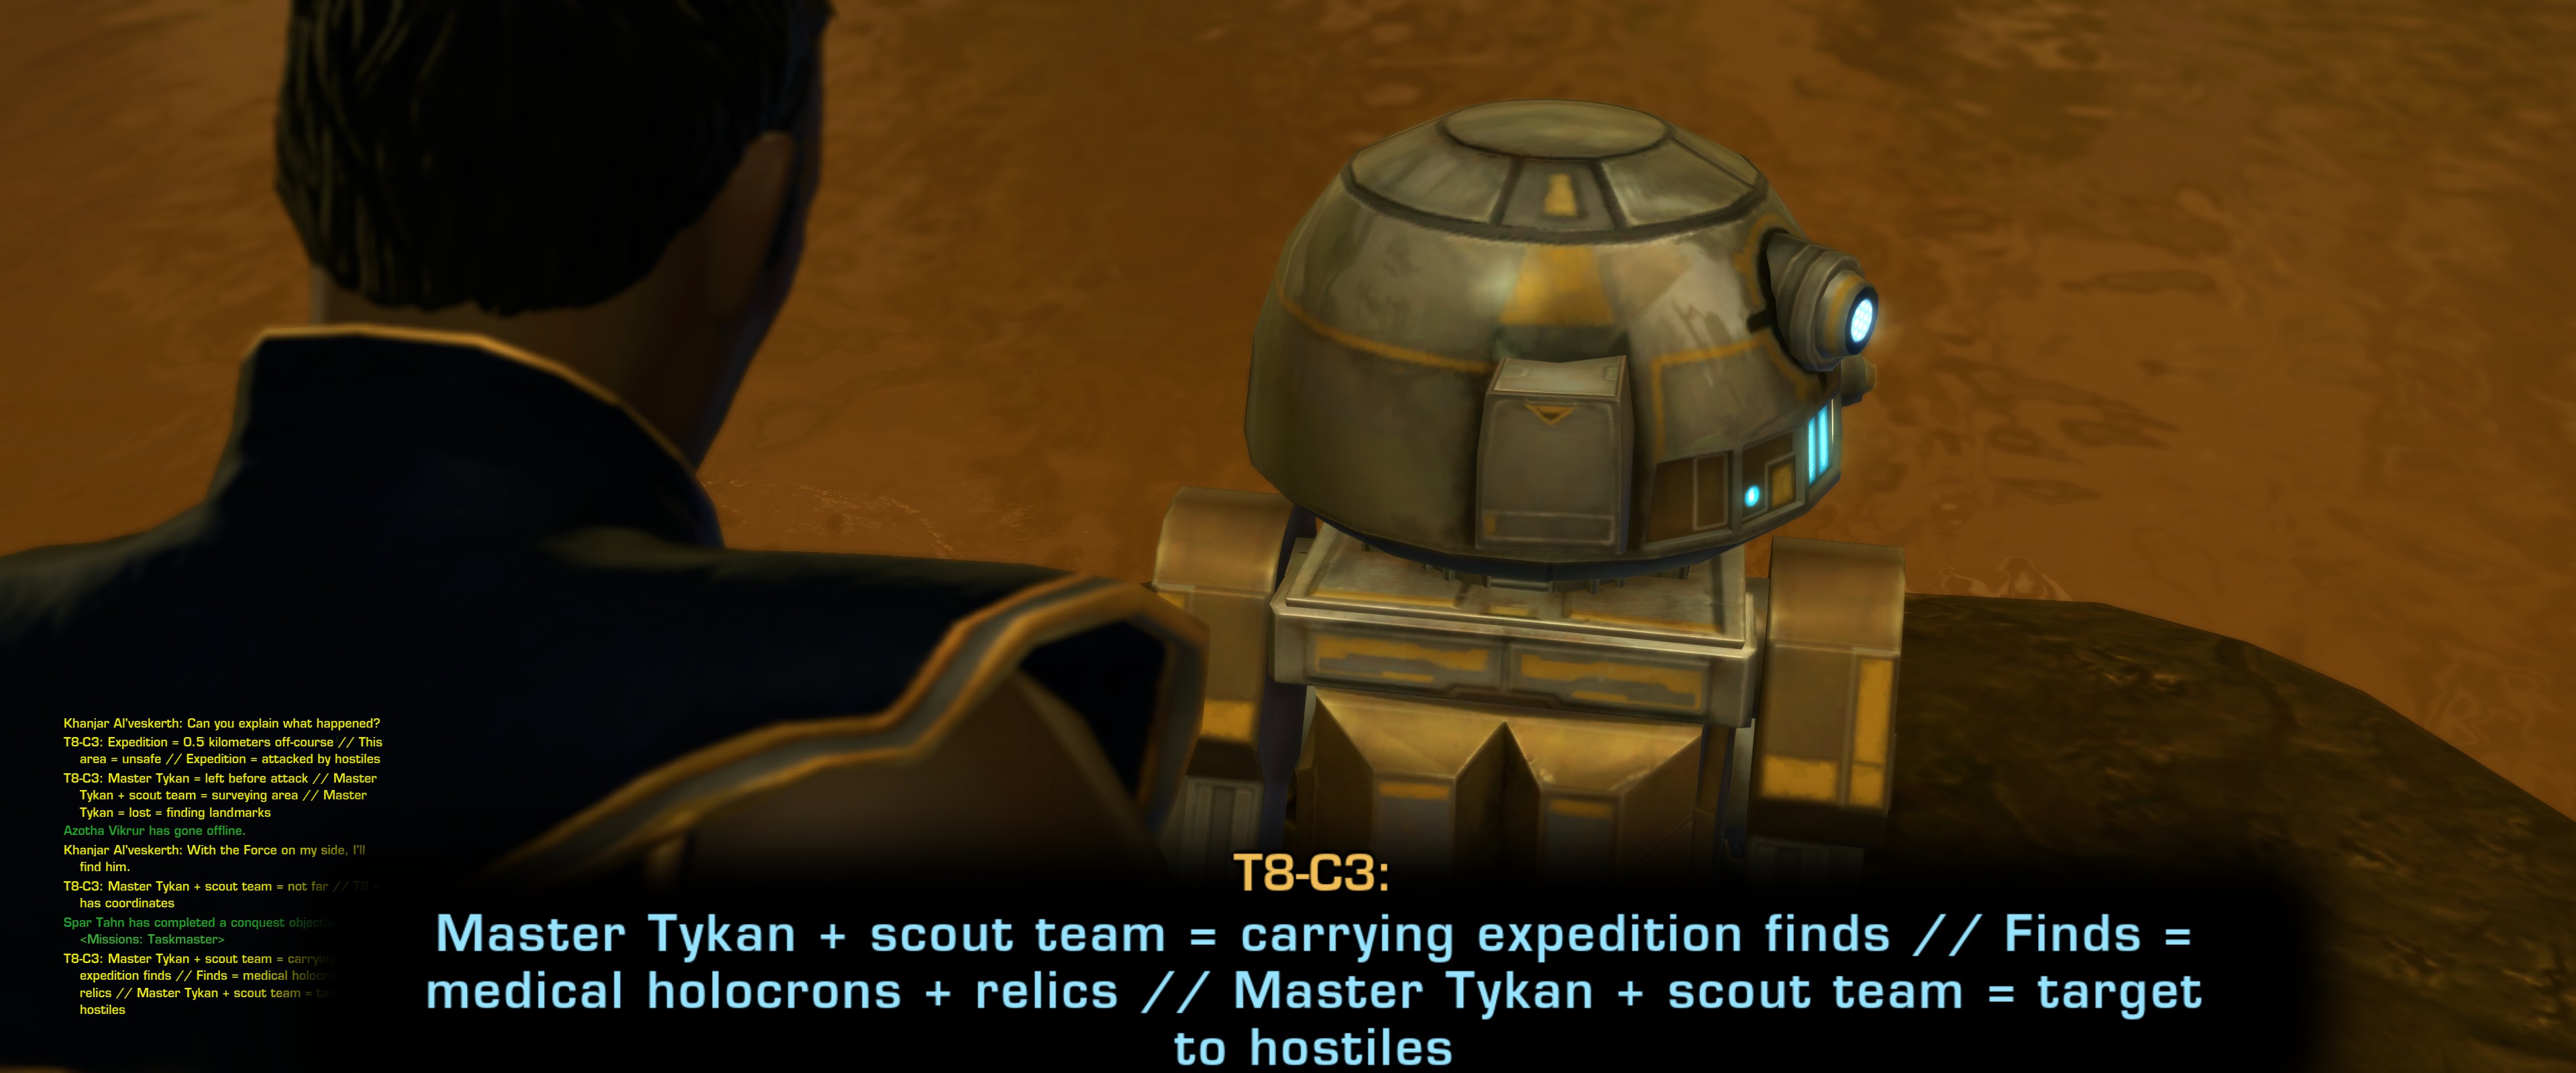 Khanjar Al'veskerth: Can you explain what happened?
T8-C3: Expedition = 0.5 kilometers off-course // This
area = unsafe // Expedition = attacked by hostiles
T8-C3: Master Tykan = left before attack // Master
Tykan + scout team = surveying area // Master
Tykan = lost = finding landmarks
Azotha Vikrur has gone offline.
Khanjar Al'veskerth: With the Force on my side, I'll
find him.
T8-C3: Master Tykan + scout team = not far // T8 =
has coordinates
Spar Tahn has completed a conquest objective
<Missions: Taskmaster>
T8-C3: Master Tykan + scout team = carrying
expedition finds // Finds = medical holocrons
relics // Master Tykan + scout team =
hostiles
T8-C3:
Master Tykan + scout team = carrying expedition finds // Finds =
medical holocrons + relics // Master Tykan + scout team = target
to hostiles